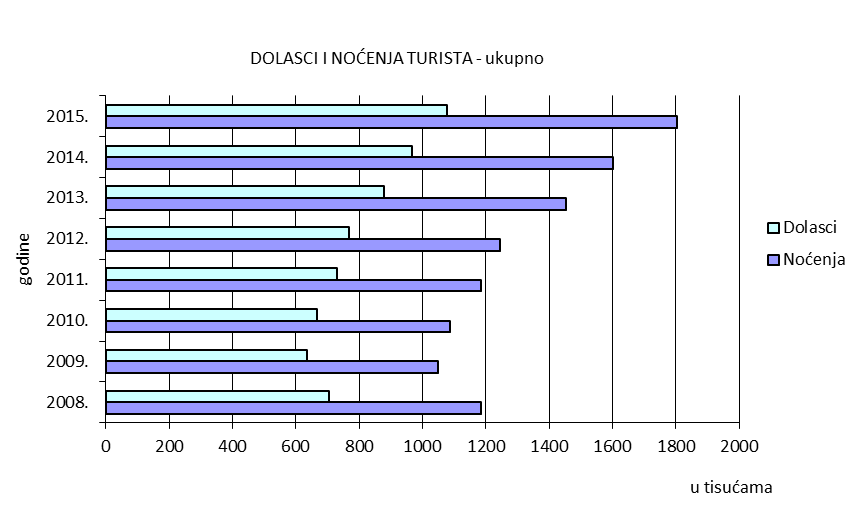 DOLASCI I NOĆENJA TURISTA - ukupno
2015.
2014.
2013.
2012.
2011.
2010.
2009.
2008.
godine
0 200 400 600 800 1000 1200 1400 1600 1800 2000
u tisućama
Dolasci
Noćenja